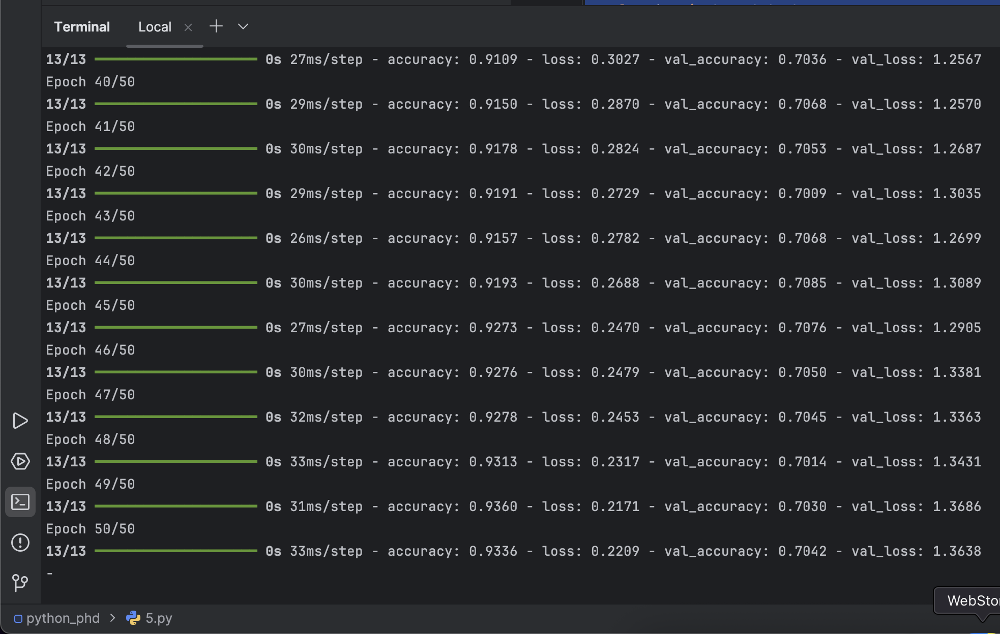 Terminal Local
13/13 0s 27ms/step - accuracy: 0.9109 - loss: 0.3027 - val_accuracy: 0.7036 - val_loss: 1.2567
Epoch 40/50
13/13 0s 29ms/step - accuracy: 0.9150 - loss: 0.2870 - val_accuracy: 0.7068 - val_loss: 1.2570
Epoch 41/50
13/13 0s 30ms/step - accuracy: 0.9178 - loss: 0.2824 - val_accuracy: 0.7053 - val_loss: 1.2687
Epoch 42/50
13/13 0s 29ms/step - accuracy: 0.9191 - loss: 0.2729 - val_accuracy: 0.7009 - val_loss: 1.3035
Epoch 43/50
13/13 0s 26ms/step - accuracy: 0.9157 - loss: 0.2782 - val_accuracy: 0.7068 - val_loss: 1.2699
Epoch 44/50
13/13 0s 30ms/step - accuracy: 0.9193 - loss: 0.2688 - val_accuracy: 0.7085 - val_loss: 1.3089
Epoch 45/50
13/13 0s 27ms/step - accuracy: 0.9273 - loss: 0.2470 - val_accuracy: 0.7076 - val_loss: 1.2905
Epoch 46/50
13/13 0s 30ms/step - accuracy: 0.9276 - loss: 0.2479 - val_accuracy: 0.7050 - val_loss: 1.3381
Epoch 47/50
13/13 0s 32ms/step - accuracy: 0.9278 - loss: 0.2453 - val_accuracy: 0.7045 - val_loss: 1.3363
Epoch 48/50
13/13 0s 33ms/step - accuracy: 0.9313 - loss: 0.2317 - val_accuracy: 0.7014 - val_loss: 1.3431
Epoch 49/50
13/13 0s 31ms/step - accuracy: 0.9360 - loss: 0.2171 - val_accuracy: 0.7030 - val_loss: 1.3686
Epoch 50/50
13/13 0s 33ms/step - accuracy: 0.9336 - loss: 0.2209 - val_accuracy: 0.7042 - val_loss: 1.3638
-
WebSto
python_phd > 5.py